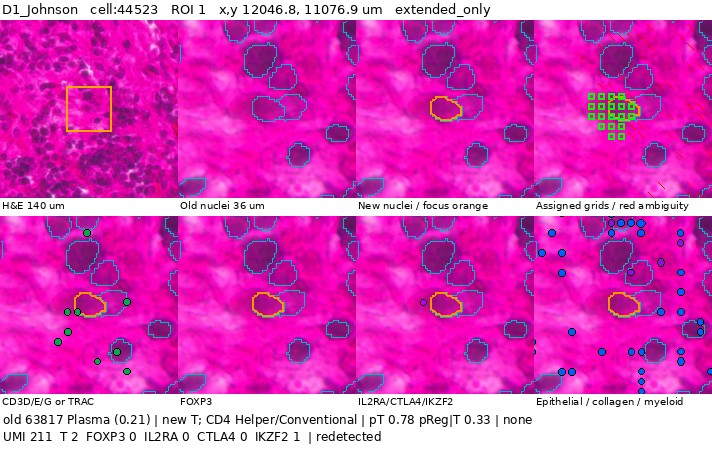 D1_Johnson cell:44523 ROI 1 x,y 12046.8, 11076.9 um extended_only
H&E 140 um
Old nuclei 36 um
New nuclei / focus orange
Assigned grids / red ambiguity
CD3D/E/G or TRAC
FOXP3
IL2RA/CTLA4/IKZF2
Epithelial / collagen / myeloid
old 63817 Plasma (0.21) | new T; CD4 Helper/Conventional | pT 0.78 pReg|T 0.33 | none
UMI 211 T 2 FOXP3 0 IL2RA 0 CTLA4 0 IKZF2 1 | redetected